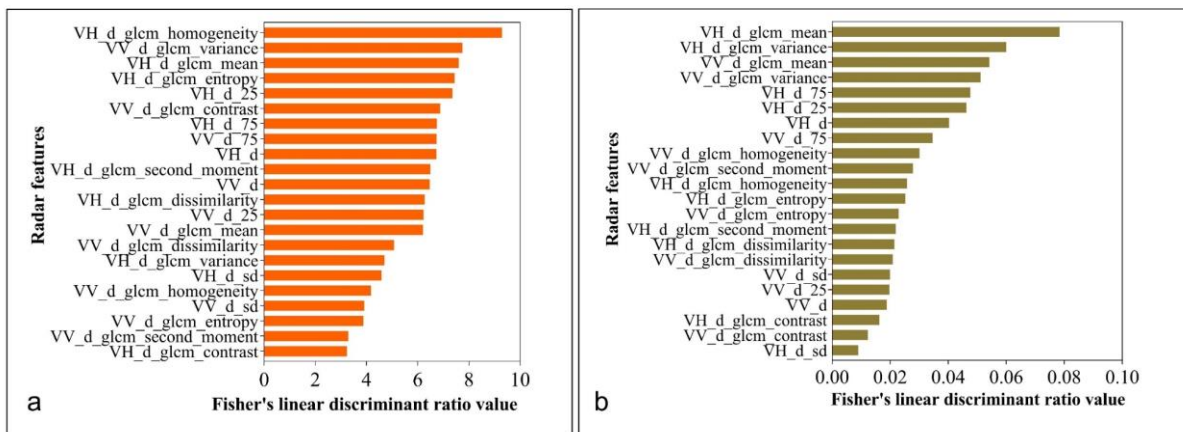 Radar features
VH_d_glcm_homogeneity
VV_d_glcm_variance
VH_d_glcm_mean
VH_d_glcm_entropy
VH_d_25
VV_d_glcm_contrast
VH_d_75
VV_d_75
VH_d
VH_d_glcm_second_moment
VV_d
VH_d_glcm_dissimilarity
VV_d_25
VV_d_glcm_mean
VV_d_glcm_dissimilarity
VH_d_glcm_variance
VH_d_sd
VV_d_glcm_homogeneity
VV_d_sd
VV_d_glcm_entropy
VV_d_glcm_second_moment
VH_d_glcm_contrast
0 2 4 6 8 10
Fisher's linear discriminant ratio value
a
Radar features
VH_d_glcm_mean
VH_d_glcm_variance
VV_d_glcm_mean
VV_d_glcm_variance
VH_d_75
VH_d_25
VH_d
VV_d_75
VV_d_glcm_homogeneity
VV_d_glcm_second_moment
VH_d_glcm_homogeneity
VH_d_glcm_entropy
VV_d_glcm_entropy
VH_d_glcm_second_moment
VH_d_glcm_dissimilarity
VV_d_glcm_dissimilarity
VV_d_sd
VV_d_25
VV_d
VH_d_glcm_contrast
VV_d_glcm_contrast
VH_d_sd
0.00 0.02 0.04 0.06 0.08 0.10
Fisher's linear discriminant ratio value
b